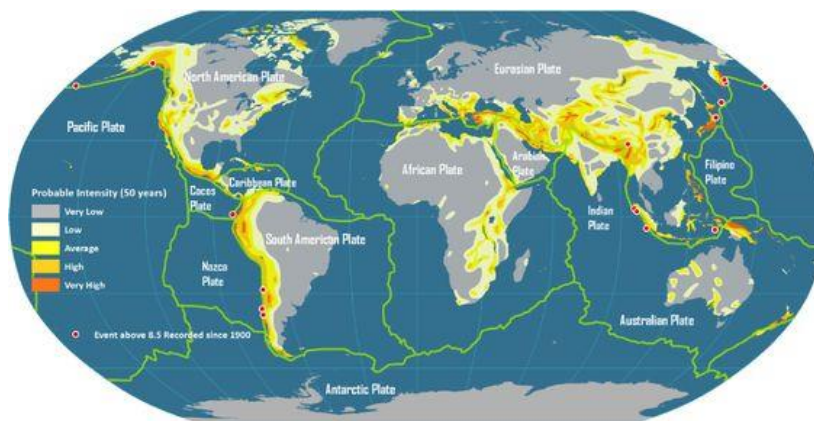 North American Plate
Eurasian Plate
Pacific Plate
African Plate
Arabian
Plate
Filipino
Plate
Caribbean Plate
Cocos
Plate
Indian
Plate
South American Plate
Nazca
Plate
Australian Plate
Antarctic Plate
Probable Intensity (50 years)
Very Low
Low
Average
High
Very High
Event above 8.5 Recorded since 1900